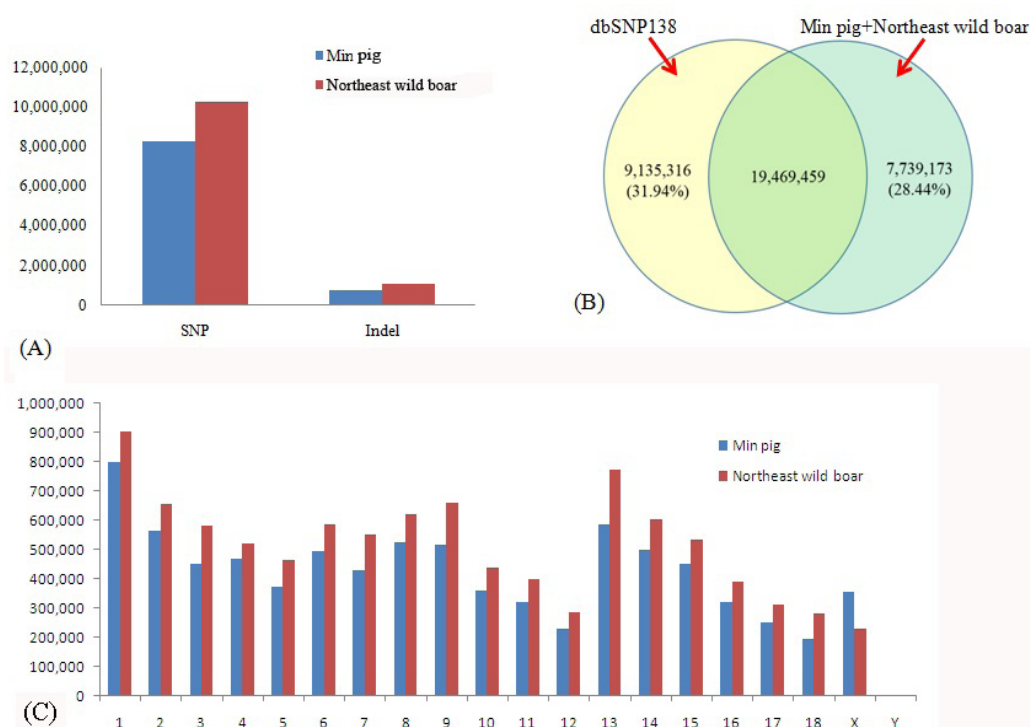 Min pig
Northeast wild boar
12,000,000
10,000,000
8,000,000
6,000,000
4,000,000
2,000,000
0
SNP Indel
(A)
dbSNP138 Min pig+Northeast wild boar
9,135,316
(31.94%)
19,469,459
7,739,173
(28.44%)
(B)
1,000,000
900,000
800,000
700,000
600,000
500,000
400,000
300,000
200,000
100,000
0
Min pig
Northeast wild boar
1 2 3 4 5 6 7 8 9 10 11 12 13 14 15 16 17 18 X Y
(C)